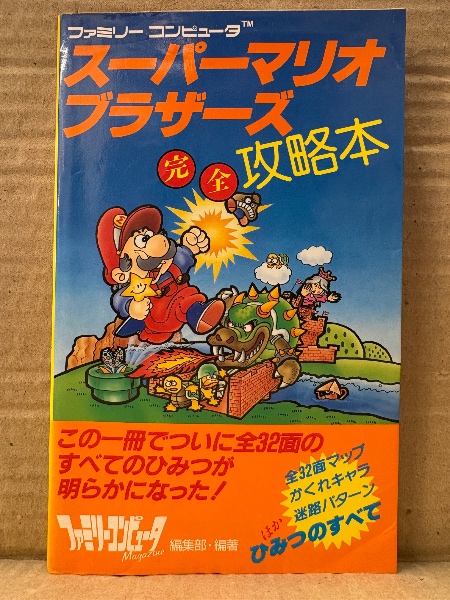 ファミリー コンピュータ™
スーパーマリオ
ブラザーズ
完全攻略本
この一冊でついに全32面の
すべてのひみつが
明らかになった!
全32面マップ
かくれキャラ
迷路パターン
ほか
ひみつのすべて
ファミリーコンピュータ
Magazine
編集部・編著